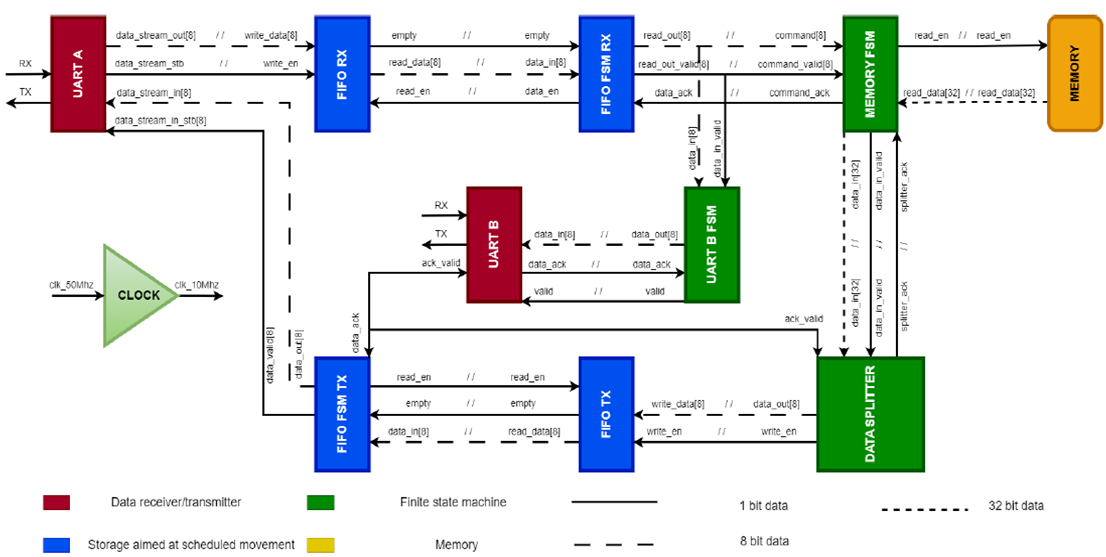 data_stream_out[8] // write_data[8]
empty // empty
read_out[8] // command[8]
read_en // read_en
RX
data_stream_stb // write_en
read_data[8] // data_in[8]
read_out_valid[8] // command_valid[8]
TX
data_stream_in[8]
read_en // data_en
data_ack // command_ack
read_data[32] // read_data[32]
data_stream_in_stb[8]
UART A
FIFO RX
FIFO FSM RX
MEMORY FSM
MEMORY
data_in[8]
data_in_valid
data_in[32] // data_in[32]
data_in_valid // data_in_valid
splitter_ack // splitter_ack
RX
TX
UART B
data_in[8] // data_out[8]
ack_valid
data_ack // data_ack
valid // valid
UART B FSM
clk_50Mhz
CLOCK
clk_10Mhz
data_valid[8]
data_out[8]
data_ack
ack_valid
FIFO FSM TX
read_en // read_en
empty // empty
data_in[8] // read_data[8]
FIFO TX
write_data[8] // data_out[8]
write_en // write_en
DATA SPLITTER
Data receiver/transmitter
Finite state machine
1 bit data
32 bit data
Storage aimed at scheduled movement
Memory
8 bit data